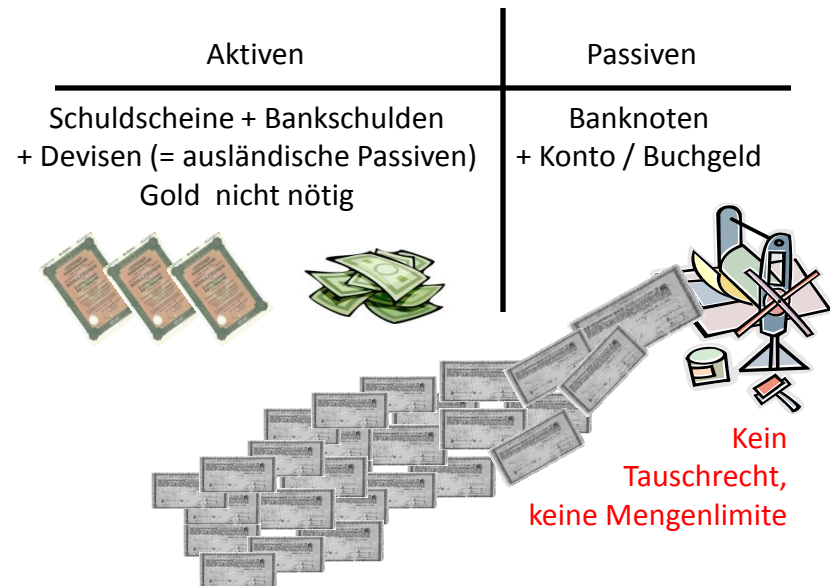 Aktiven
Passiven
Schuldscheine + Bankschulden
+ Devisen (= ausländische Passiven)
Gold  nicht nötig
Banknoten
+ Konto / Buchgeld
Kein
Tauschrecht,
keine Mengenlimite